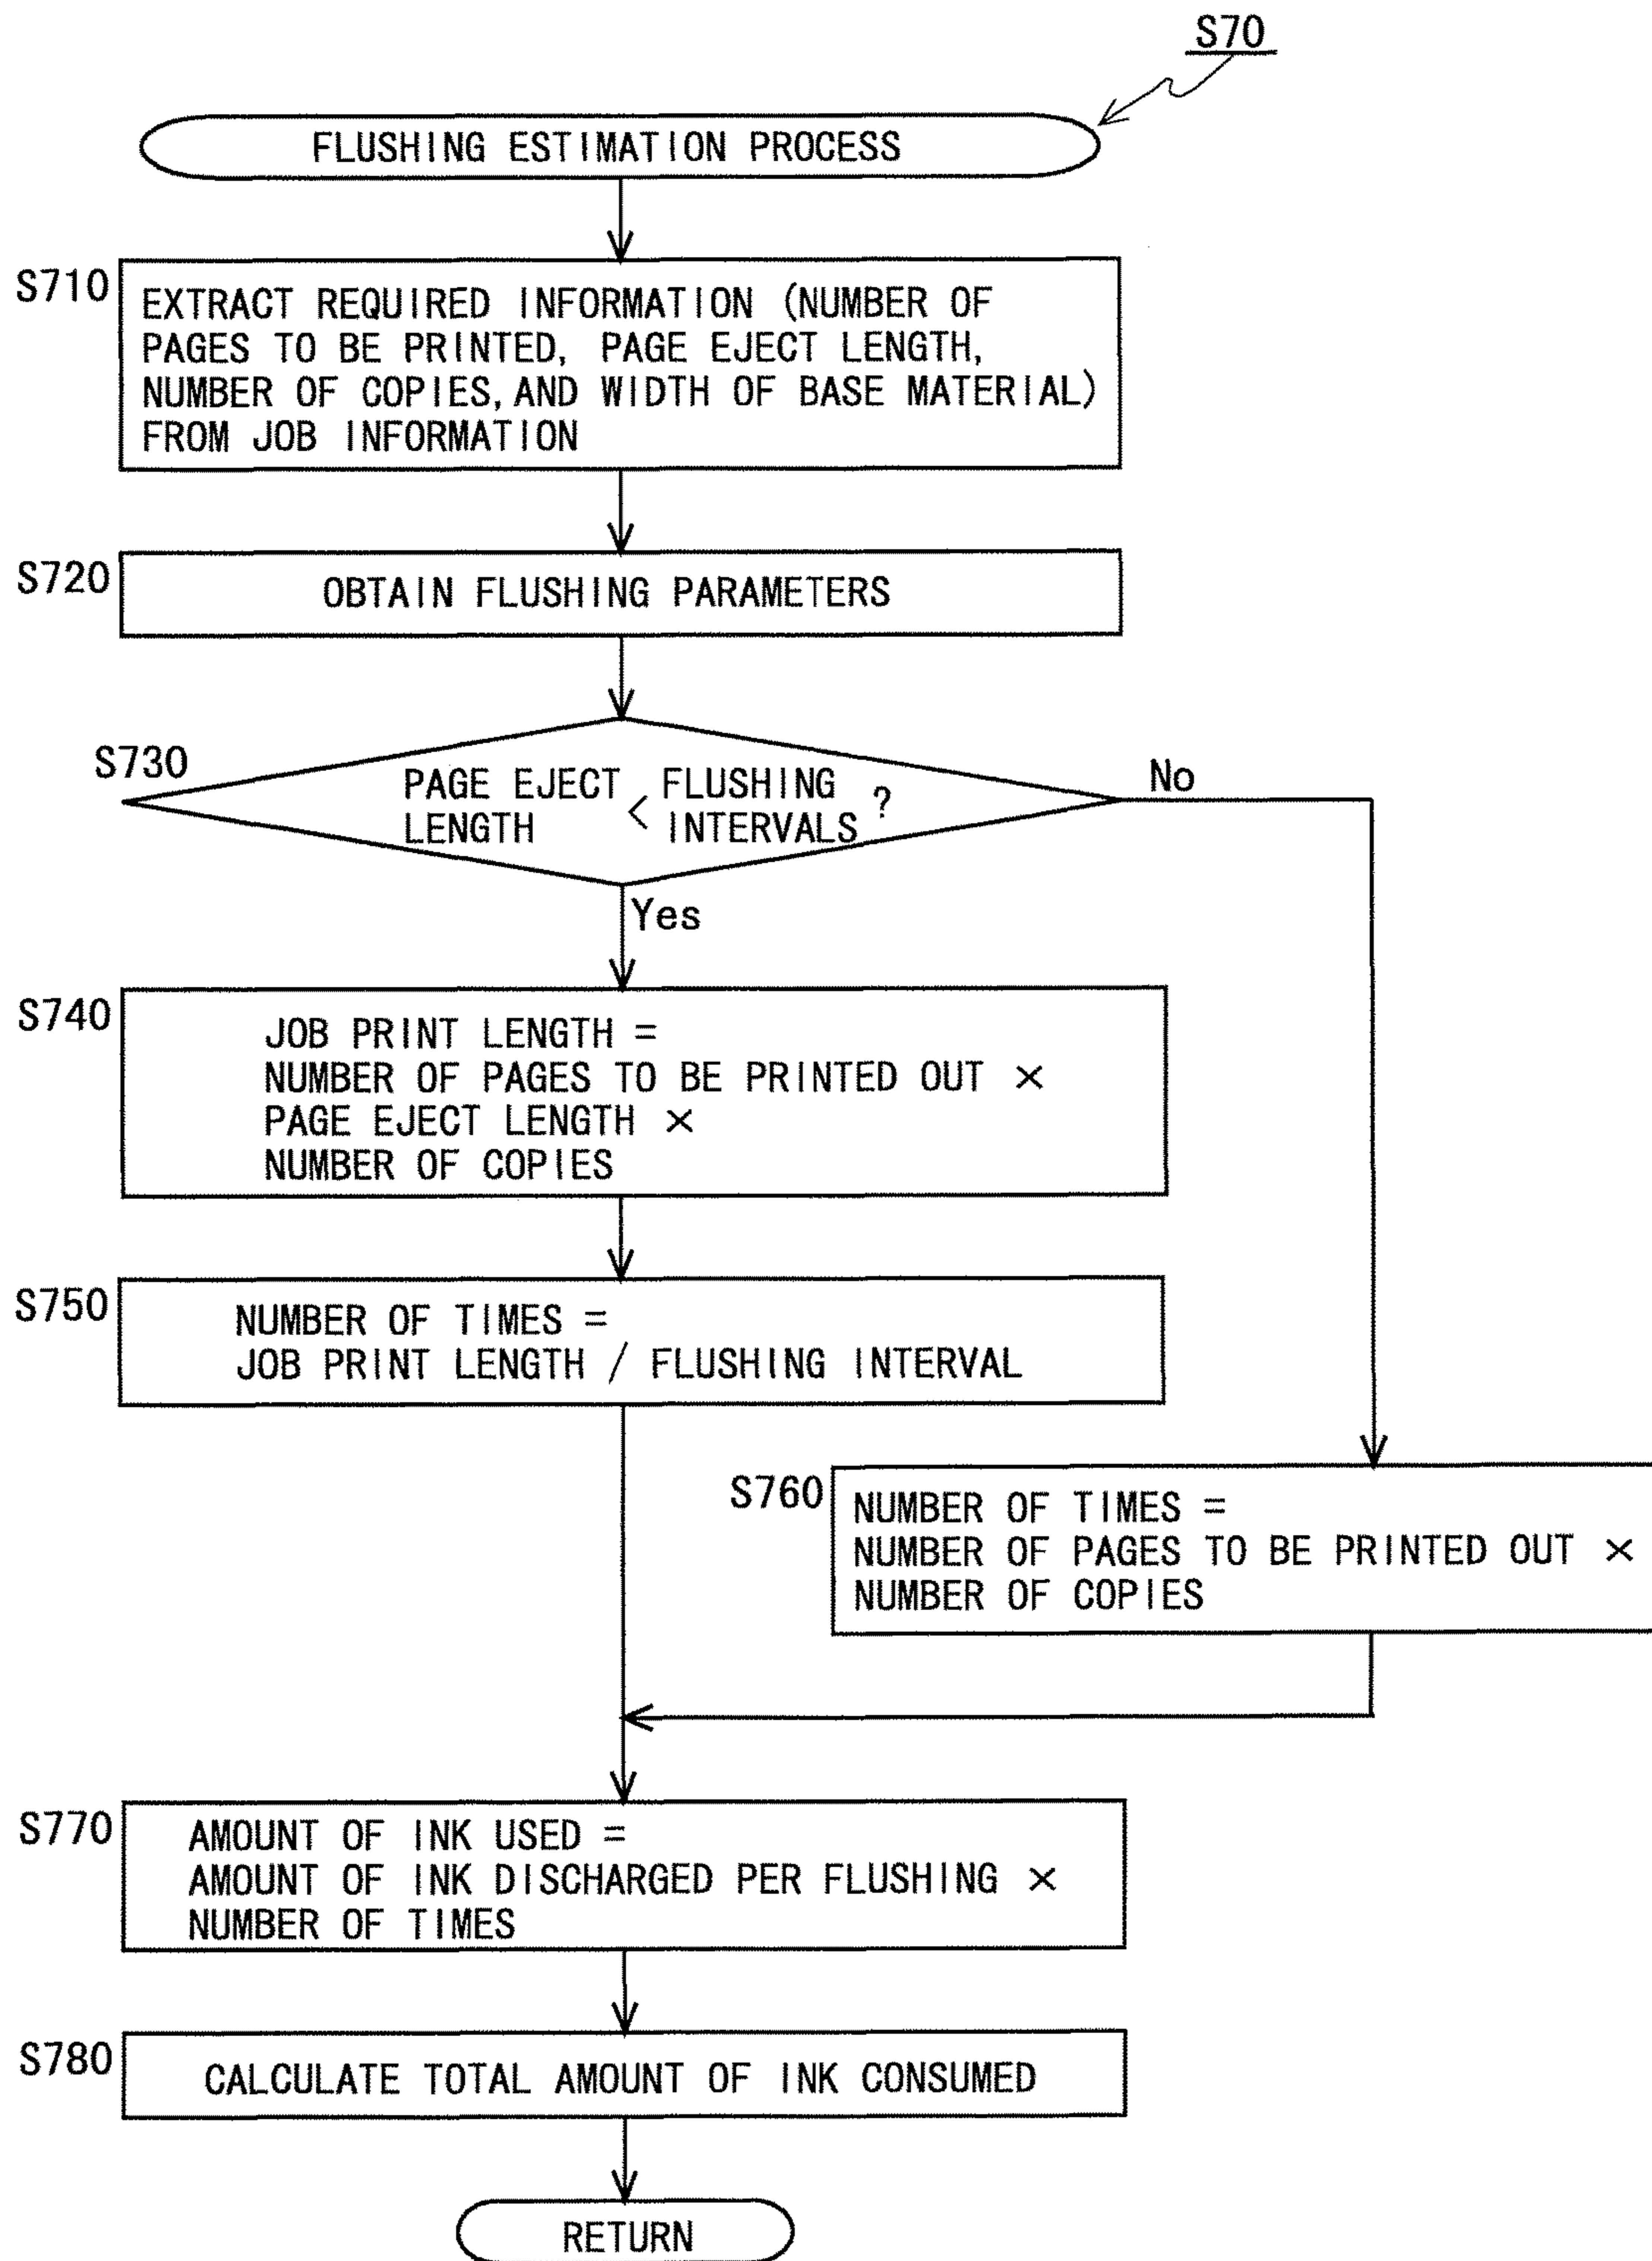 S70
FLUSHING ESTIMATION PROCESS
S710
EXTRACT REQUIRED INFORMATION (NUMBER OF
PAGES TO BE PRINTED, PAGE EJECT LENGTH,
NUMBER OF COPIES, AND WIDTH OF BASE MATERIAL)
FROM JOB INFORMATION
S720
OBTAIN FLUSHING PARAMETERS
S730
PAGE EJECT LENGTH < FLUSHING INTERVALS ?
No
Yes
S740
JOB PRINT LENGTH =
NUMBER OF PAGES TO BE PRINTED OUT ×
PAGE EJECT LENGTH ×
NUMBER OF COPIES
S750
NUMBER OF TIMES =
JOB PRINT LENGTH / FLUSHING INTERVAL
S760
NUMBER OF TIMES =
NUMBER OF PAGES TO BE PRINTED OUT ×
NUMBER OF COPIES
S770
AMOUNT OF INK USED =
AMOUNT OF INK DISCHARGED PER FLUSHING ×
NUMBER OF TIMES
S780
CALCULATE TOTAL AMOUNT OF INK CONSUMED
RETURN